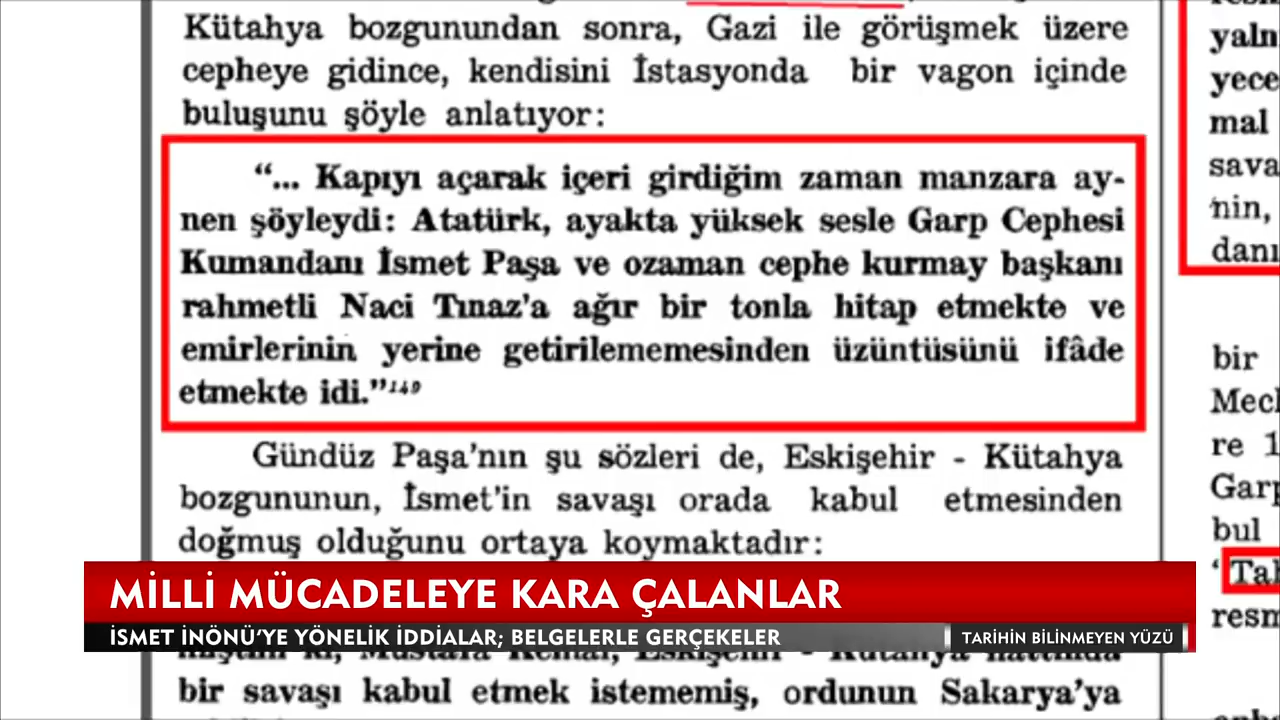 Kütahya bozgunundan sonra, Gazi ile görüşmek üzere
cepheye gidince, kendisini İstasyonda bir vagon içinde
buluşunu şöyle anlatıyor:
“... Kapıyı açarak içeri girdiğim zaman manzara ay-
nen şöyleydi: Atatürk, ayakta yüksek sesle Garp Cephesi
Kumandanı İsmet Paşa ve ozaman cephe kurmay başkanı
rahmetli Naci Tınaz'a ağır bir tonla hitap etmekte ve
emirlerinin yerine getirilememesinden üzüntüsünü ifâde
etmekte idi.”¹⁴⁹
Gündüz Paşa'nın şu sözleri de, Eskişehir - Kütahya
bozgununun, İsmet'in savaşı orada kabul etmesinden
doğmuş olduğunu ortaya koymaktadır:
MİLLİ MÜCADELEYE KARA ÇALANLAR
İSMET İNÖNÜ'YE YÖNELİK İDDİALAR; BELGELERLE GERÇEKELER
TARİHİN BİLİNMEYEN YÜZÜ
bir savaşı kabul etmek istememiş, ordunun Sakarya'ya
yaln
yece
mal
sava
nin,
danı
bir
Mecl
re 1
Garp
bul
‘Tah
resm